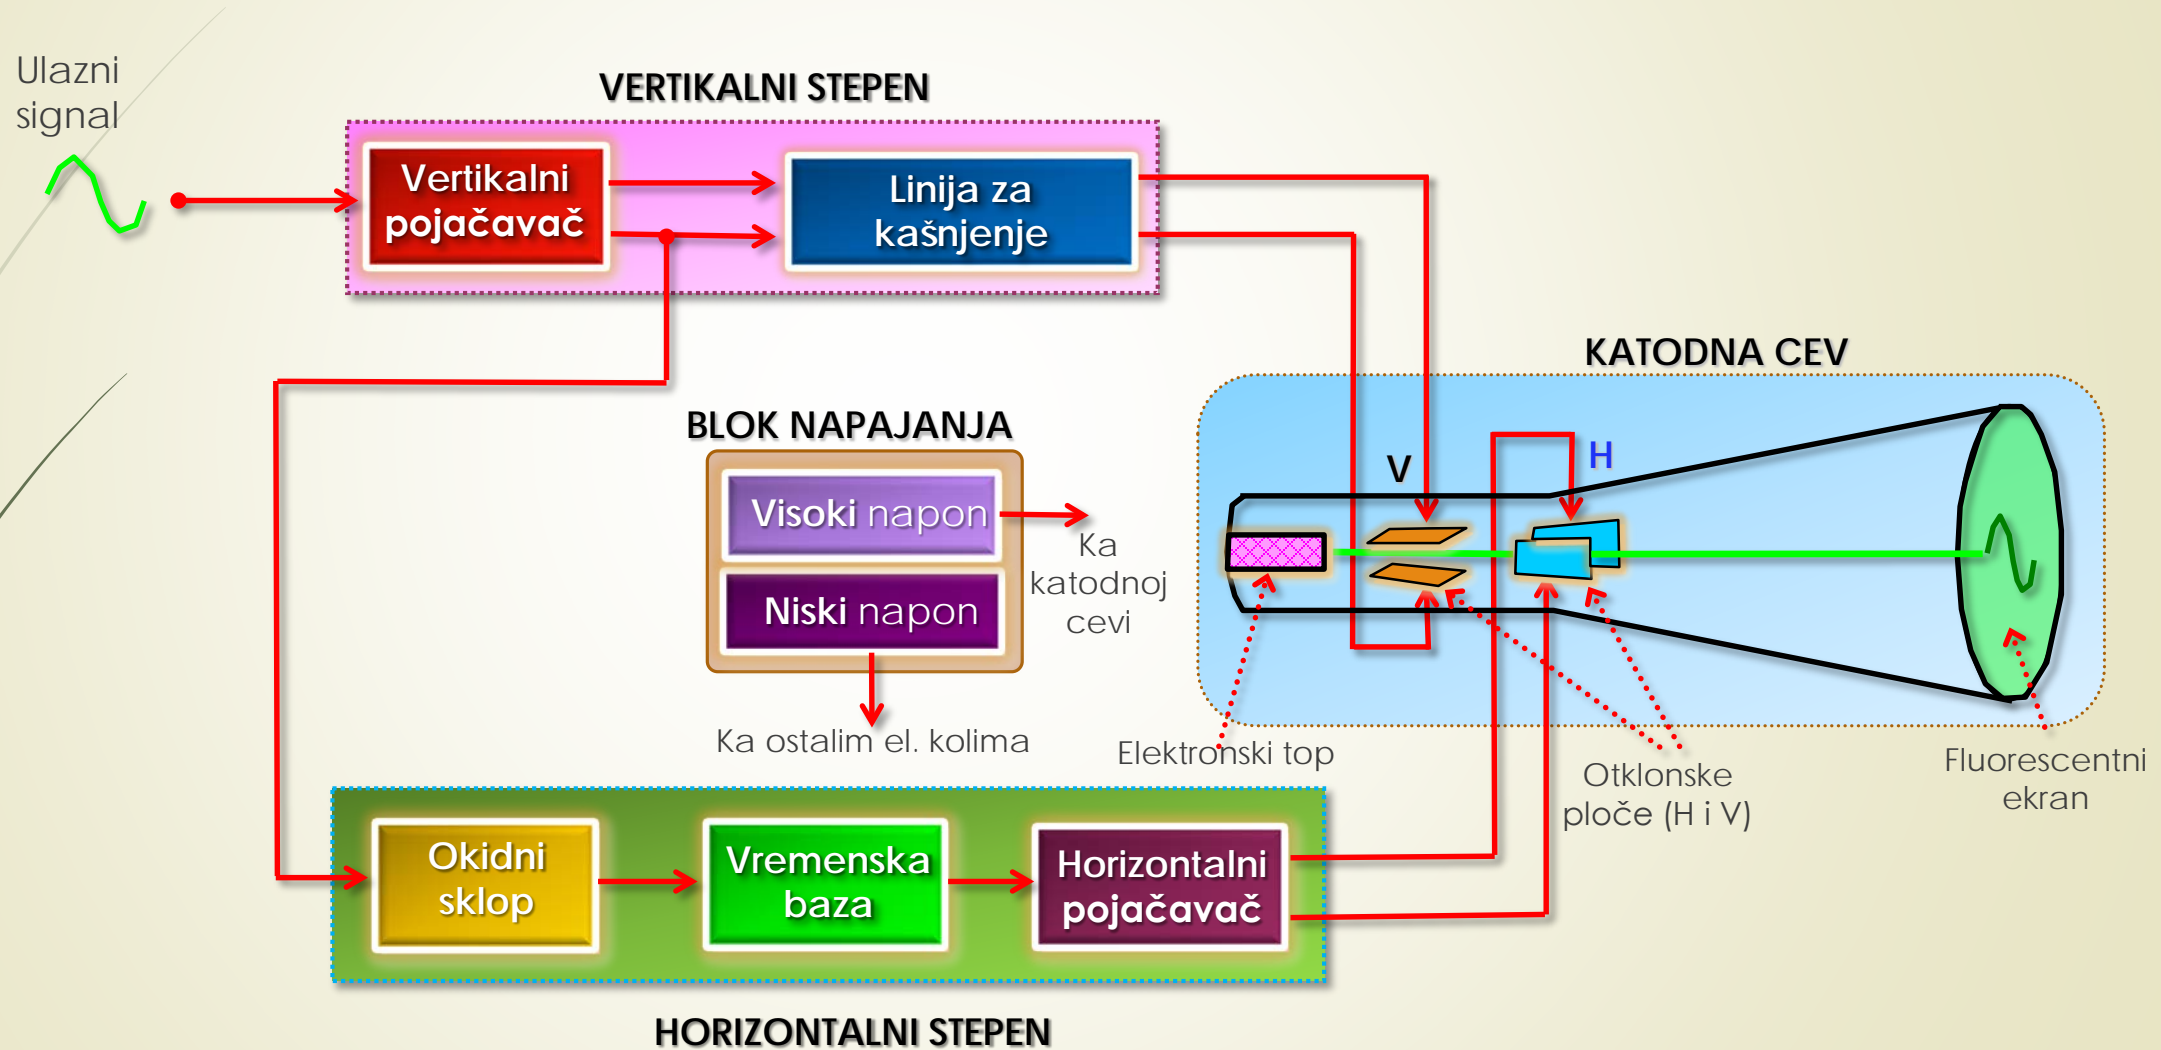 Ulazni
signal
VERTIKALNI STEPEN
Vertikalni
pojačavač
Linija za
kašnjenje
KATODNA CEV
BLOK NAPAJANJA
Visoki napon
Niski napon
Ka
katodnoj
cevi
Ka ostalim el. kolima
V
H
Elektronski top
Otklonske
ploče (H i V)
Fluorescentni
ekran
Okidni
sklop
Vremenska
baza
Horizontalni
pojačavač
HORIZONTALNI STEPEN